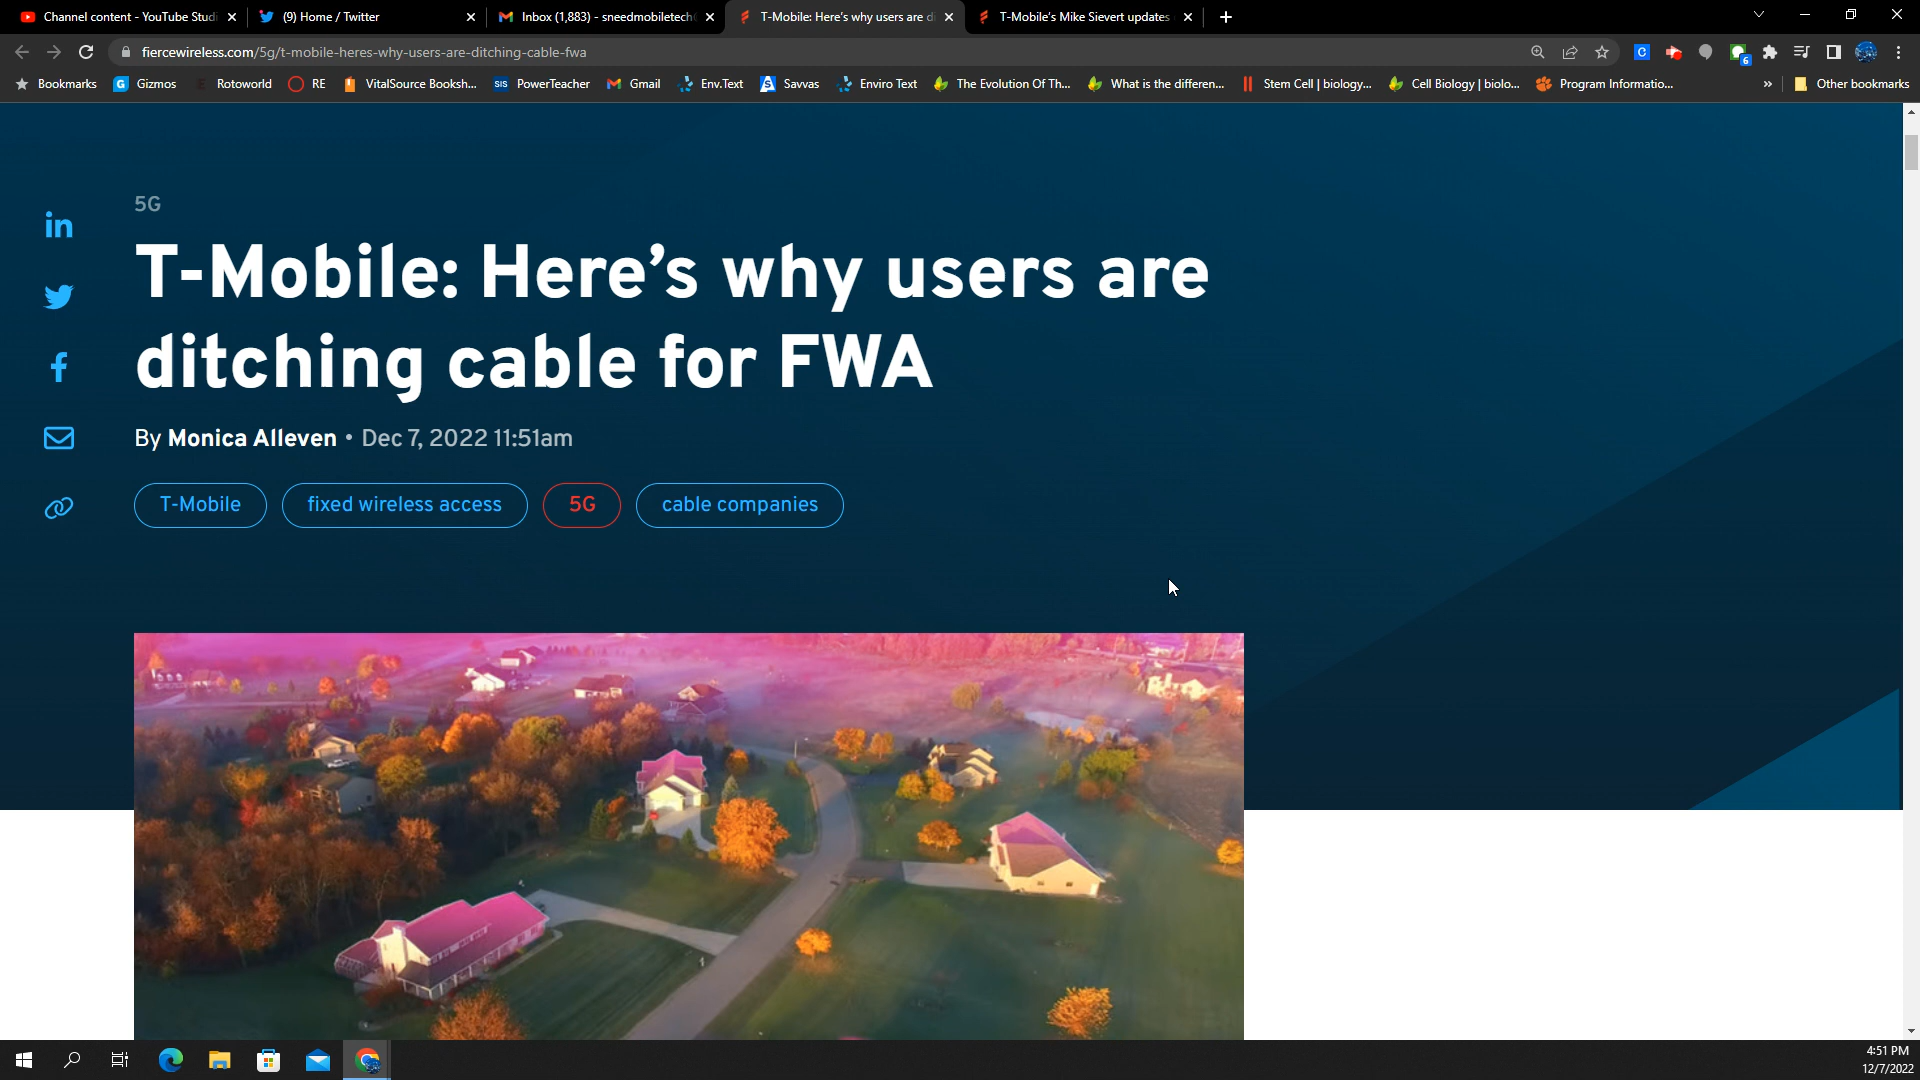 Channel content - YouTube Studi
(9) Home / Twitter
Inbox (1,883) - sneedmobiletech
T-Mobile: Here's why users are di
T-Mobile's Mike Sievert updates
fiercewireless.com/5g/t-mobile-heres-why-users-are-ditching-cable-fwa
6
Bookmarks
G Gizmos
Rotoworld
RE
VitalSource Booksh...
SIS PowerTeacher
Gmail
Env.Text
S Savvas
Enviro Text
The Evolution Of Th...
What is the differen...
Stem Cell | biology...
Cell Biology | biolo...
Program Informatio...
»
Other bookmarks
5G
T-Mobile: Here’s why users are
ditching cable for FWA
By Monica Alleven • Dec 7, 2022 11:51am
T-Mobile
fixed wireless access
5G
cable companies
in
4:51 PM
12/7/2022